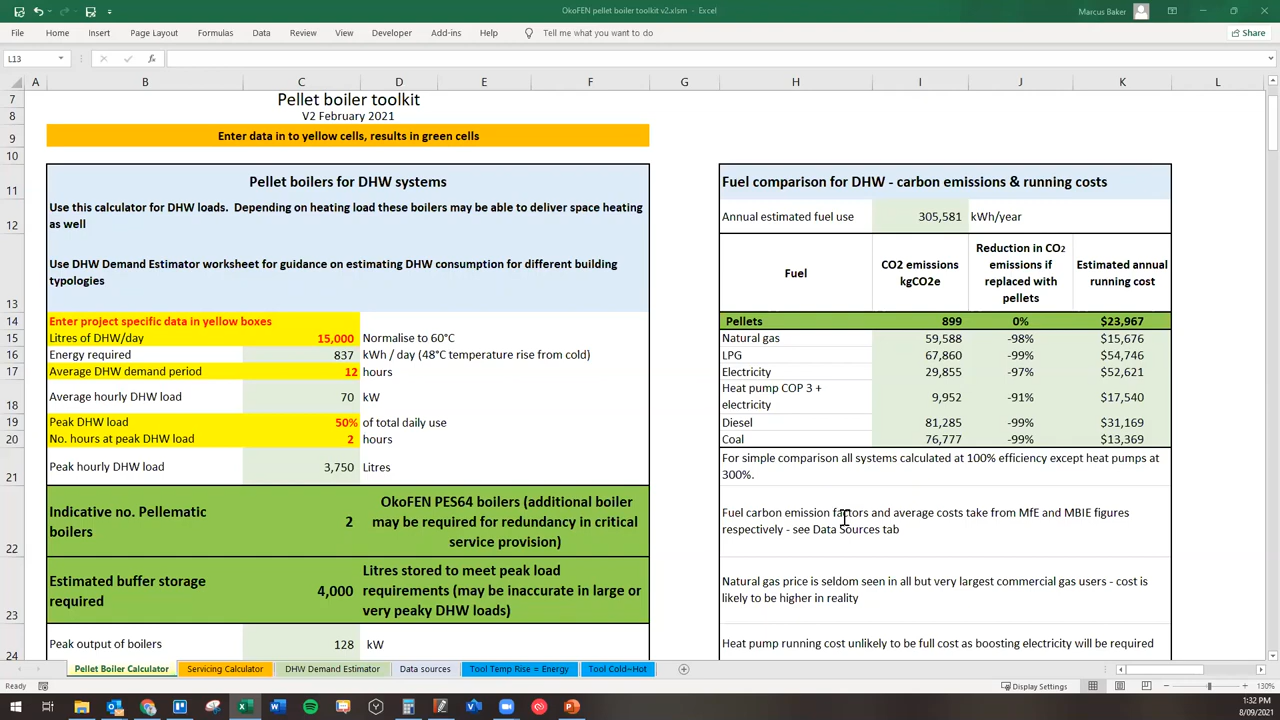 OkoFEN pellet boiler toolkit v2.xlsm - Excel
Marcus Baker
File Home Insert Page Layout Formulas Data Review View Developer Add-ins Help Tell me what you want to do
Share
L13
fx
A B C D E F G H I J K L
7 Pellet boiler toolkit
8 V2 February 2021
9 Enter data in to yellow cells, results in green cells
10
11 Pellet boilers for DHW systems
12 Use this calculator for DHW loads. Depending on heating load these boilers may be able to deliver space heating
as well
Use DHW Demand Estimator worksheet for guidance on estimating DHW consumption for different building
13 typologies
14 Enter project specific data in yellow boxes
15 Litres of DHW/day 15,000 Normalise to 60°C
16 Energy required 837 kWh / day (48°C temperature rise from cold)
17 Average DHW demand period 12 hours
18 Average hourly DHW load 70 kW
19 Peak DHW load 50% of total daily use
20 No. hours at peak DHW load 2 hours
21 Peak hourly DHW load 3,750 Litres
Indicative no. Pellematic
boilers
2
OkoFEN PES64 boilers (additional boiler
may be required for redundancy in critical
service provision)
22
Estimated buffer storage
required
4,000
Litres stored to meet peak load
requirements (may be inaccurate in large or
very peaky DHW loads)
23
24 Peak output of boilers 128 kW
Fuel comparison for DHW - carbon emissions & running costs
Annual estimated fuel use 305,581 kWh/year
Fuel
CO2 emissions
kgCO2e
Reduction in CO2
emissions if
replaced with
pellets
Estimated annual
running cost
Pellets 899 0% $23,967
Natural gas 59,588 -98% $15,676
LPG 67,860 -99% $54,746
Electricity 29,855 -97% $52,621
Heat pump COP 3 +
electricity 9,952 -91% $17,540
Diesel 81,285 -99% $31,169
Coal 76,777 -99% $13,369
For simple comparison all systems calculated at 100% efficiency except heat pumps at
300%.
Fuel carbon emission factors and average costs take from MfE and MBIE figures
respectively - see Data Sources tab
Natural gas price is seldom seen in all but very largest commercial gas users - cost is
likely to be higher in reality
Heat pump running cost unlikely to be full cost as boosting electricity will be required
Pellet Boiler Calculator Servicing Calculator DHW Demand Estimator Data sources Tool Temp Rise = Energy Tool Cold~Hot
Ready
Display Settings
130%
1:32 PM
8/09/2021